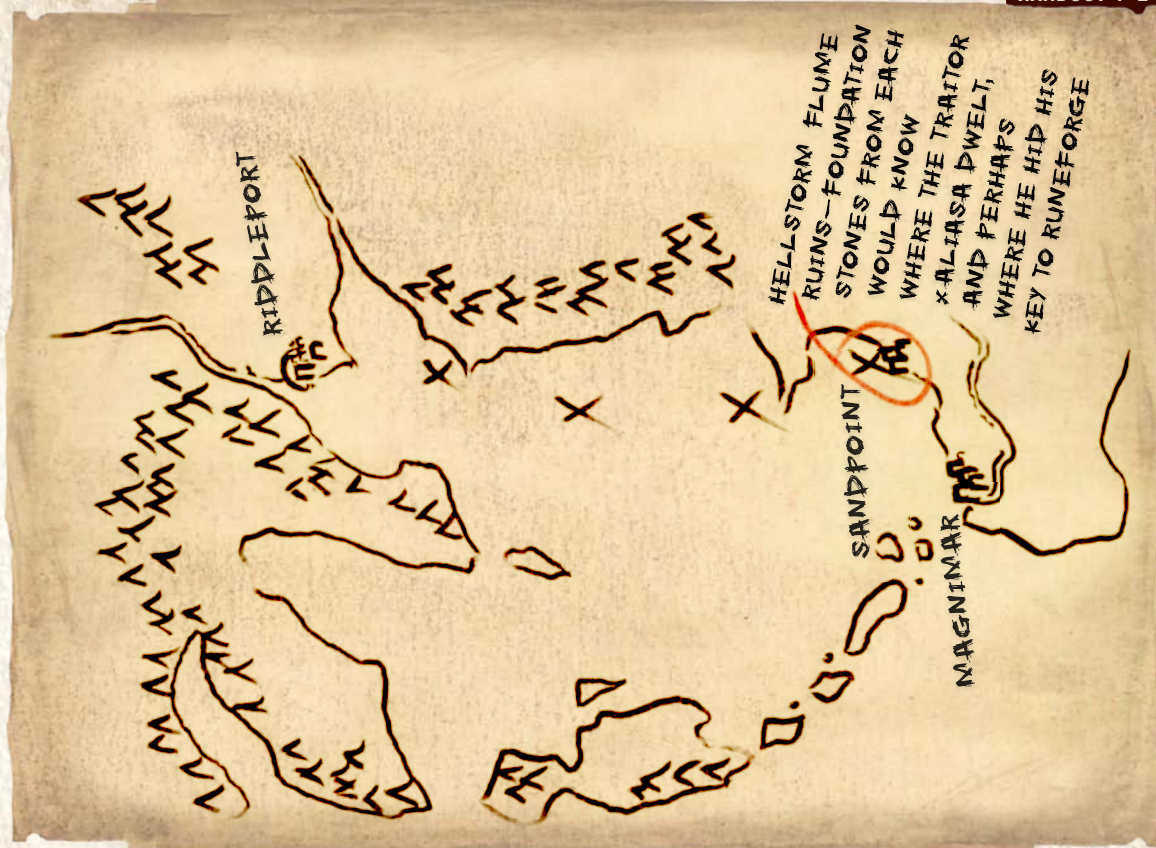 RIDDLEPORT
HELLSTORM FLUME
RUINS-FOUNDATION
STONES FROM EACH
WOULD KNOW
WHERE THE TRAITOR
XALIASA DWELT,
AND PERHAPS
WHERE HE HID HIS
KEY TO RUNEFORGE
SANDPOINT
MAGNIMAR